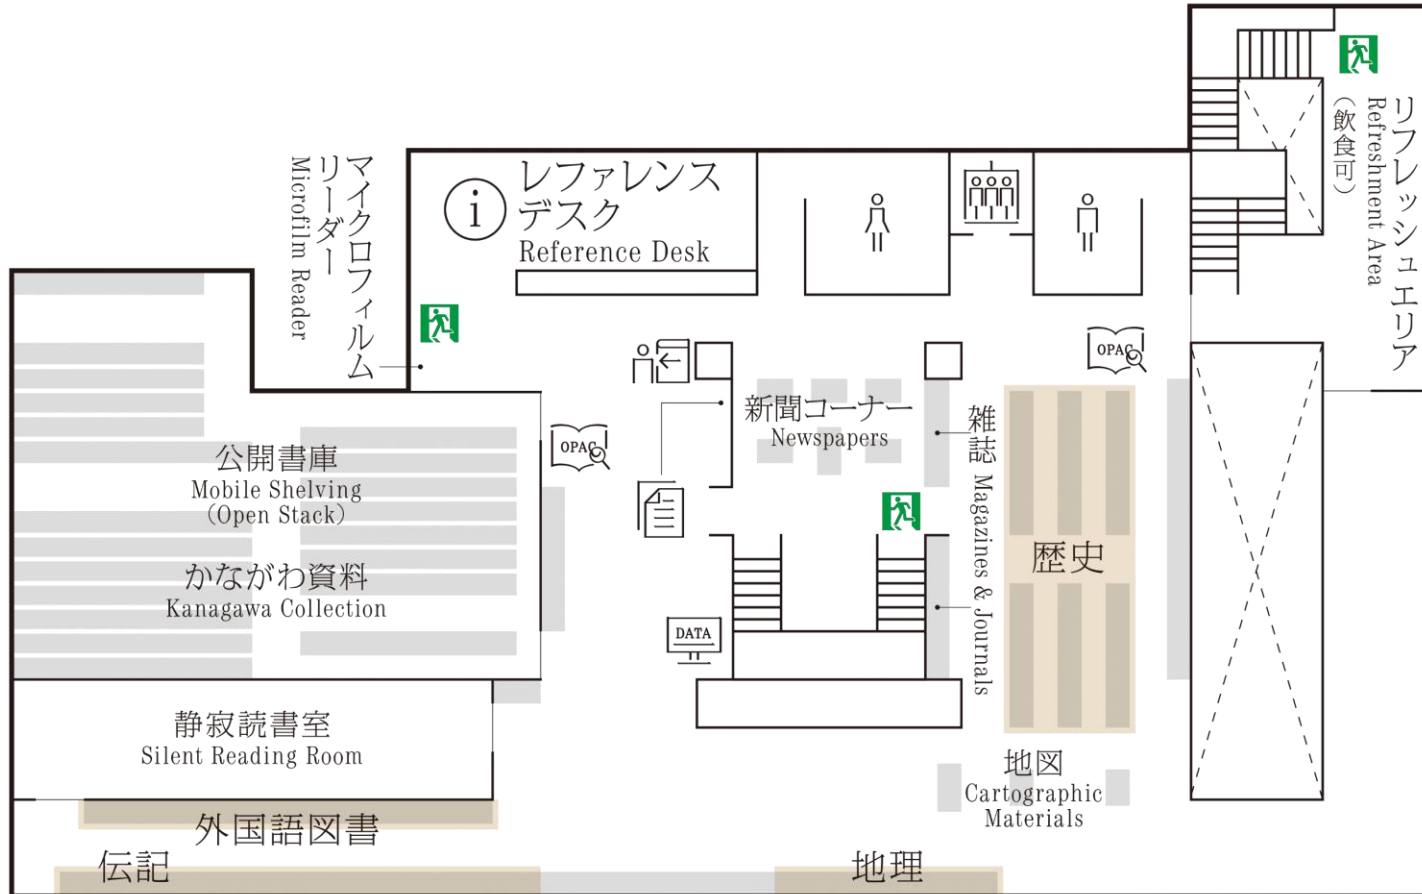 リフレッシュエリア
Refreshment Area
（飲食可）
マイクロフィルム
リーダー
Microfilm Reader
i
レファレンス
デスク
Reference Desk
OPAC
新聞コーナー
Newspapers
雑誌 Magazines & Journals
OPAC
公開書庫
Mobile Shelving
(Open Stack)
かながわ資料
Kanagawa Collection
歴史
DATA
静寂読書室
Silent Reading Room
地図
Cartographic
Materials
外国語図書
伝記
地理